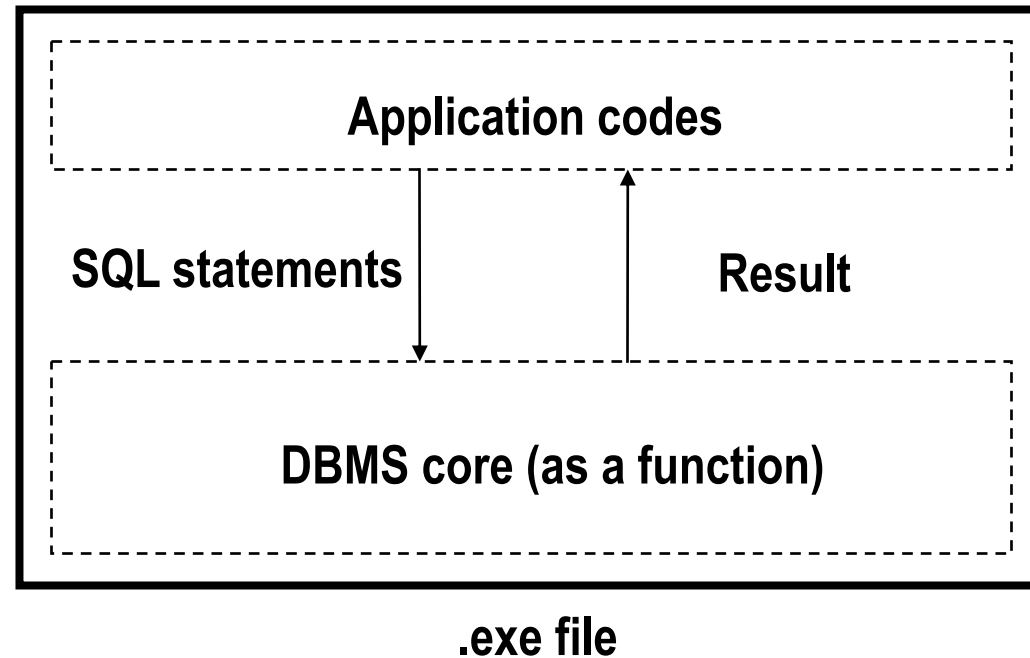 Application codes
SQL statements
Result
DBMS core (as a function)
.exe file